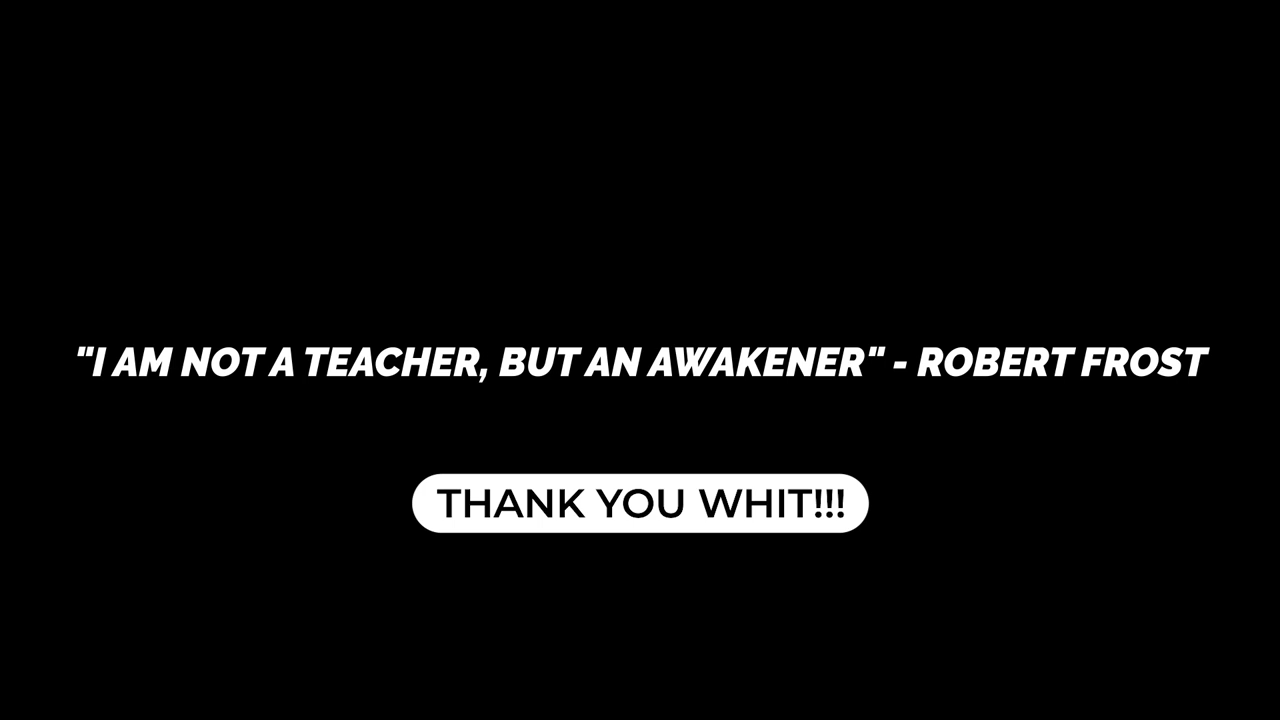 "I AM NOT A TEACHER, BUT AN AWAKENER" - ROBERT FROST
THANK YOU WHIT!!!